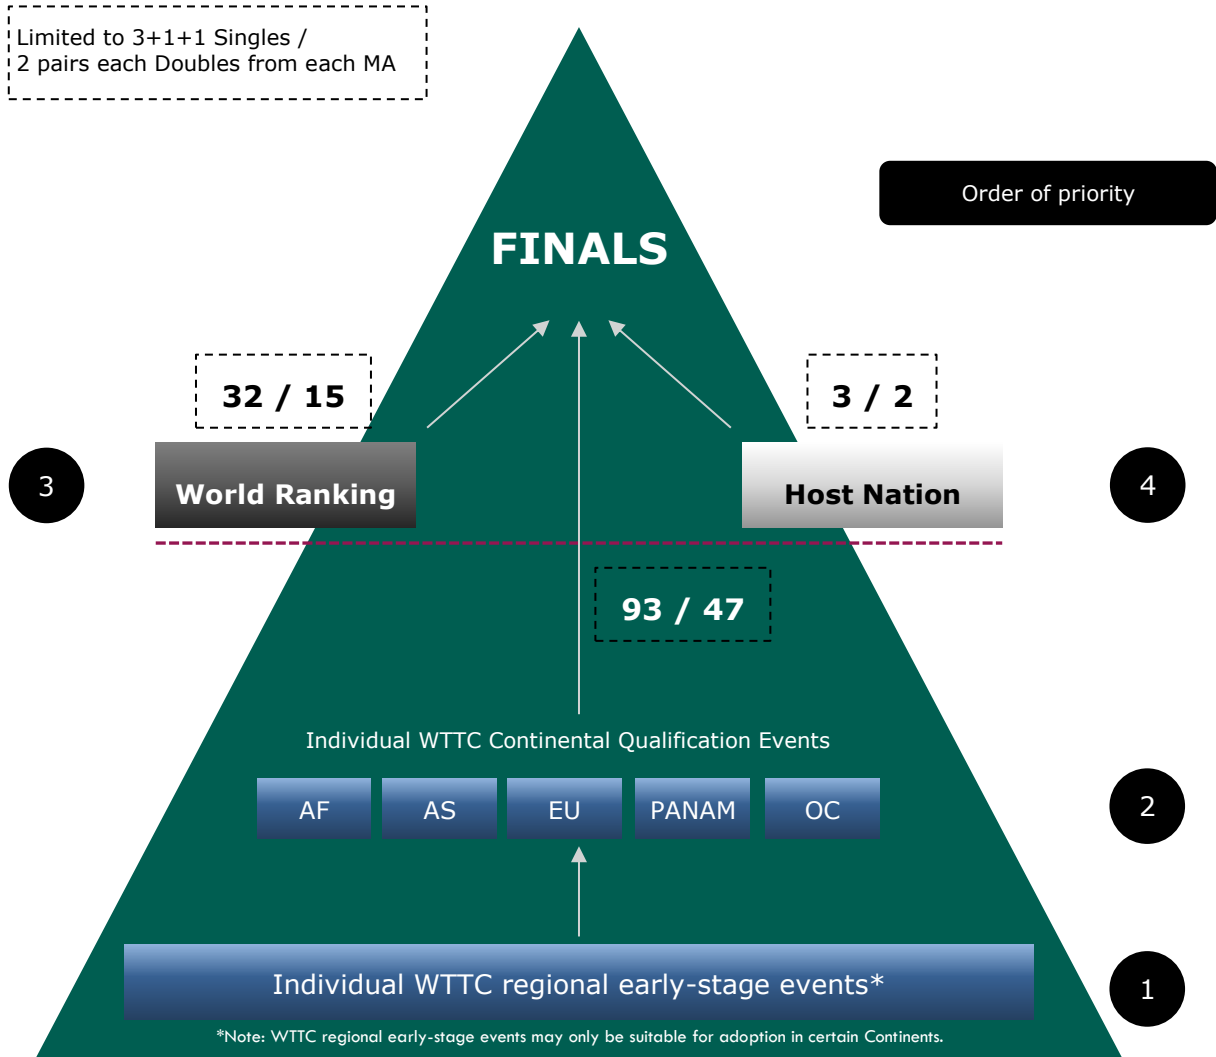 Limited to 3+1+1 Singles /
2 pairs each Doubles from each MA
Order of priority
FINALS
32 / 15
3 / 2
3
World Ranking
Host Nation
4
93 / 47
Individual WTTC Continental Qualification Events
AF
AS
EU
PANAM
OC
2
Individual WTTC regional early-stage events*
1
*Note: WTTC regional early-stage events may only be suitable for adoption in certain Continents.